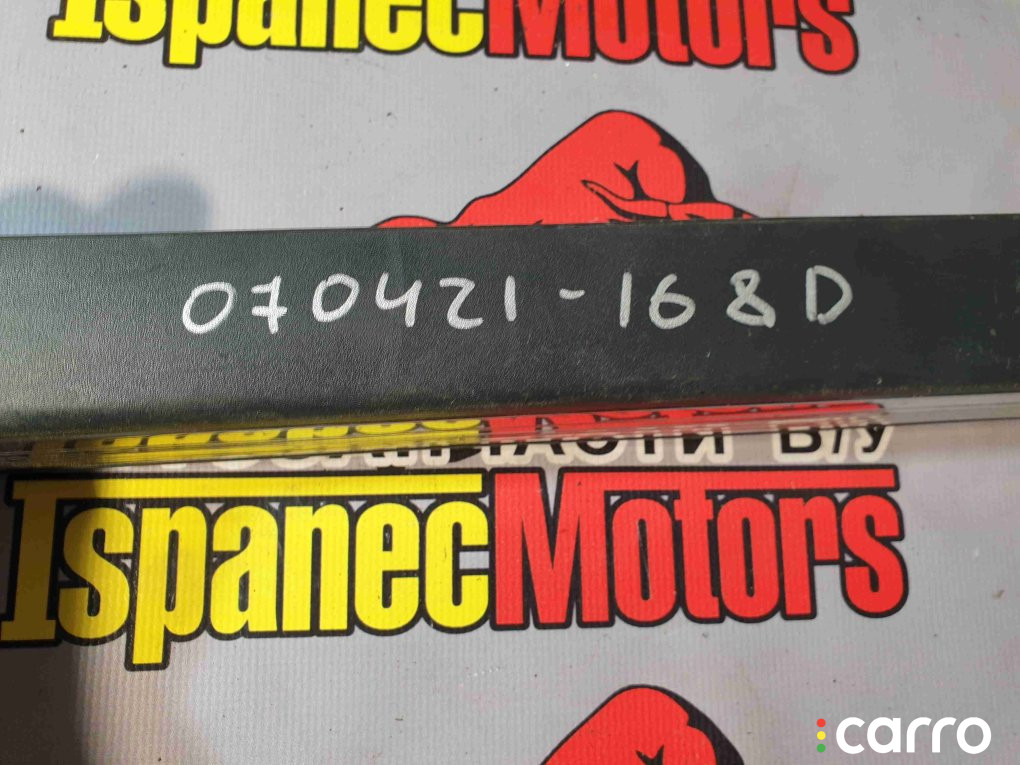 IspanecMotors
070421-168D
В/У
IspanecMotors
carro